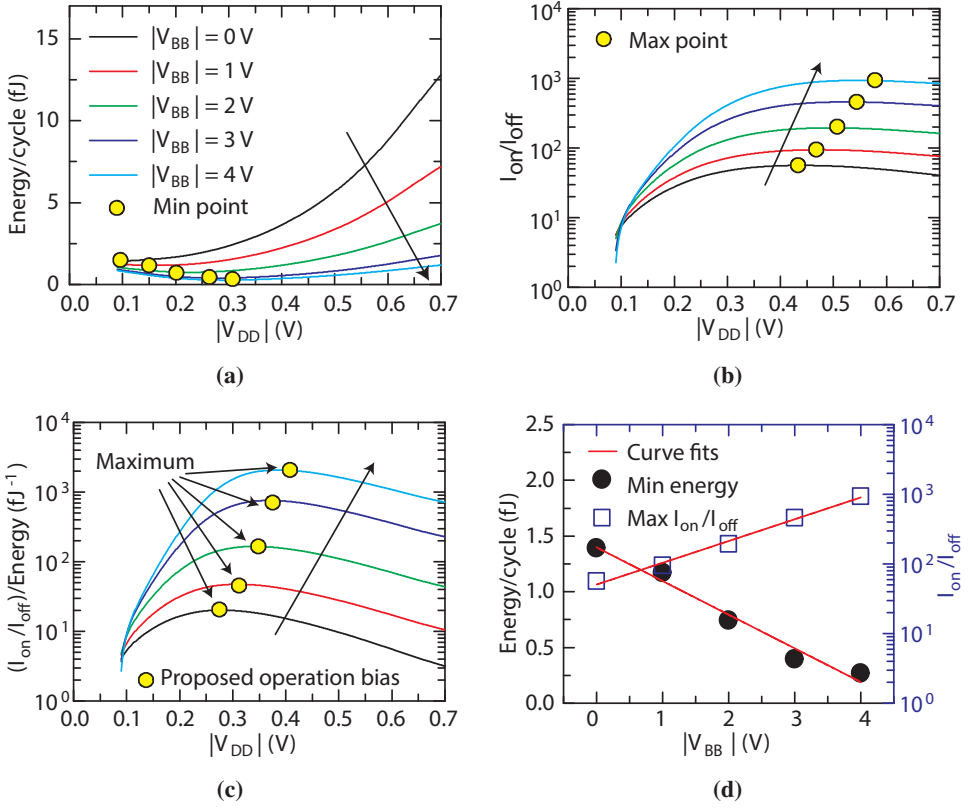 15
10
5
0
Energy/cycle (fJ)
|V_BB| = 0 V
|V_BB| = 1 V
|V_BB| = 2 V
|V_BB| = 3 V
|V_BB| = 4 V
Min point
0.0 0.1 0.2 0.3 0.4 0.5 0.6 0.7
|V_DD| (V)
(a)
10^4
10^3
10^2
10^1
10^0
I_on/I_off
Max point
0.0 0.1 0.2 0.3 0.4 0.5 0.6 0.7
|V_DD| (V)
(b)
10^4
10^3
10^2
10^1
10^0
(I_on/I_off)/Energy (fJ^-1)
Maximum
Proposed operation bias
0.0 0.1 0.2 0.3 0.4 0.5 0.6 0.7
|V_DD| (V)
(c)
2.5
2.0
1.5
1.0
0.5
0.0
Energy/cycle (fJ)
Curve fits
Min energy
Max I_on/I_off
10^4
10^3
10^2
10^1
10^0
I_on/I_off
0 1 2 3 4
|V_BB| (V)
(d)